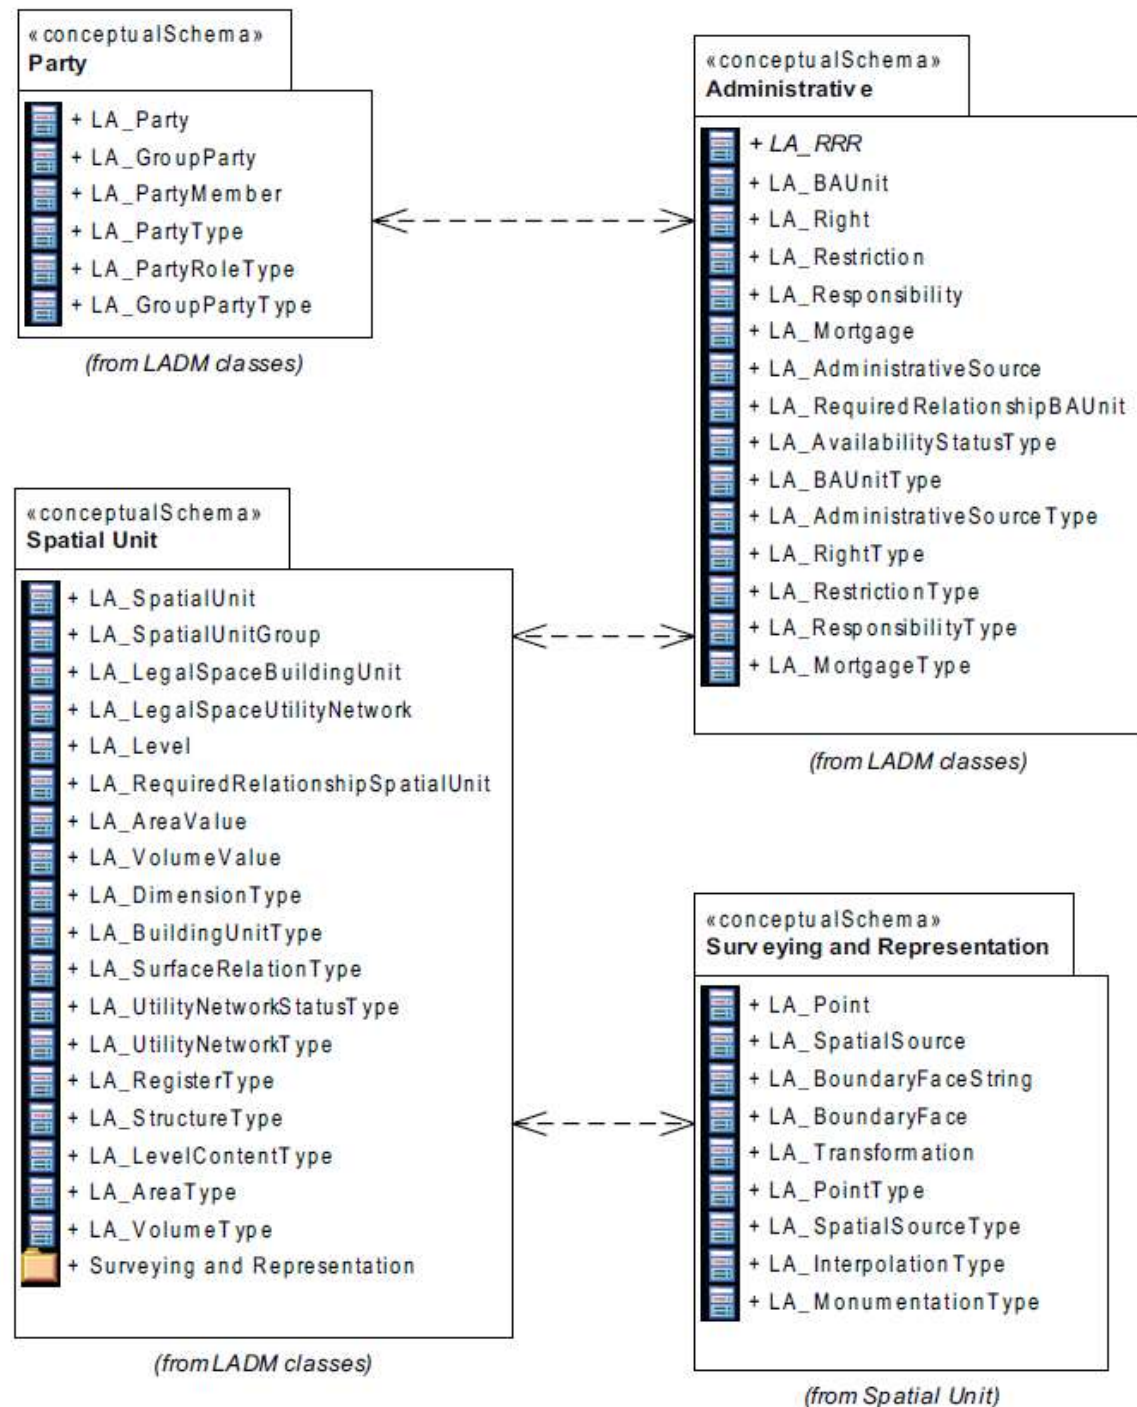 «conceptualSchema»
Party
+ LA_Party
+ LA_GroupParty
+ LA_PartyMember
+ LA_PartyType
+ LA_PartyRoleType
+ LA_GroupPartyType
(from LADM classes)
«conceptualSchema»
Administrative
+ LA_RRR
+ LA_BAUnit
+ LA_Right
+ LA_Restriction
+ LA_Responsibility
+ LA_Mortgage
+ LA_AdministrativeSource
+ LA_RequiredRelationshipBAUnit
+ LA_AvailabilityStatusType
+ LA_BAUnitType
+ LA_AdministrativeSourceType
+ LA_RightType
+ LA_RestrictionType
+ LA_ResponsibilityType
+ LA_MortgageType
(from LADM classes)
«conceptualSchema»
Spatial Unit
+ LA_SpatialUnit
+ LA_SpatialUnitGroup
+ LA_LegalSpaceBuildingUnit
+ LA_LegalSpaceUtilityNetwork
+ LA_Level
+ LA_RequiredRelationshipSpatialUnit
+ LA_AreaValue
+ LA_VolumeValue
+ LA_DimensionType
+ LA_BuildingUnitType
+ LA_SurfaceRelationType
+ LA_UtilityNetworkStatusType
+ LA_UtilityNetworkType
+ LA_RegisterType
+ LA_StructureType
+ LA_LevelContentType
+ LA_AreaType
+ LA_VolumeType
+ Surveying and Representation
(from LADM classes)
«conceptualSchema»
Surveying and Representation
+ LA_Point
+ LA_SpatialSource
+ LA_BoundaryFaceString
+ LA_BoundaryFace
+ LA_Transformation
+ LA_PointType
+ LA_SpatialSourceType
+ LA_InterpolationType
+ LA_MonumentationType
(from Spatial Unit)